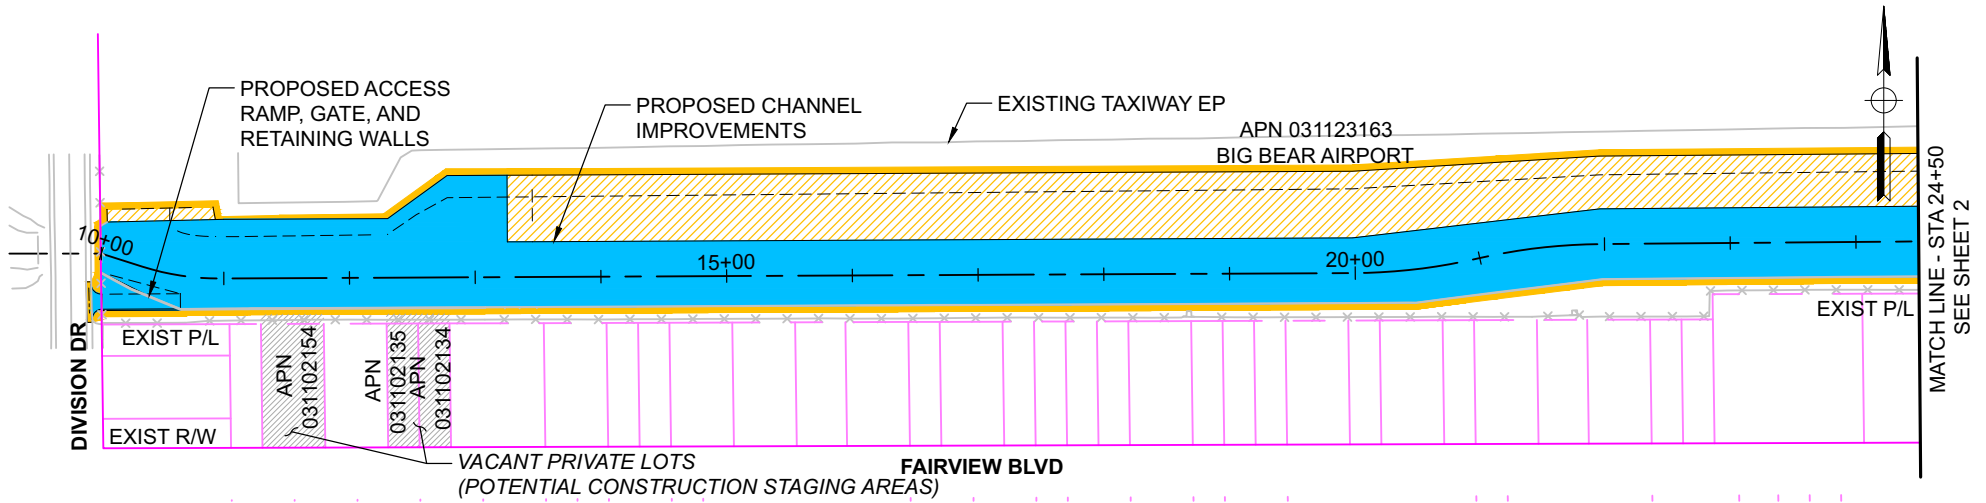 PROPOSED ACCESS
RAMP, GATE, AND
RETAINING WALLS
PROPOSED CHANNEL
IMPROVEMENTS
EXISTING TAXIWAY EP
APN 031123163
BIG BEAR AIRPORT
10+00
15+00
20+00
MATCH LINE - STA 24+50
SEE SHEET 2
DIVISION DR
EXIST P/L
EXIST P/L
APN
031102154
APN
031102135
APN
031102134
EXIST R/W
VACANT PRIVATE LOTS
(POTENTIAL CONSTRUCTION STAGING AREAS)
FAIRVIEW BLVD